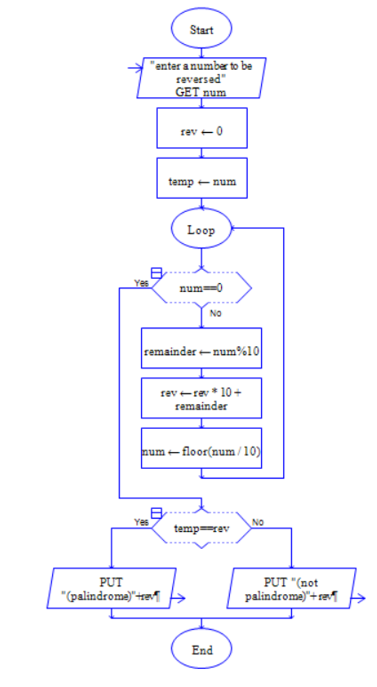 Start
"enter a number to be
reversed"
GET num
rev ← 0
temp ← num
Loop
Yes
num==0
No
remainder ← num%10
rev ← rev * 10 +
remainder
num ← floor(num / 10)
Yes
temp==rev
No
PUT
"(palindrome)"+rev¶
PUT "(not
palindrome)"+rev¶
End